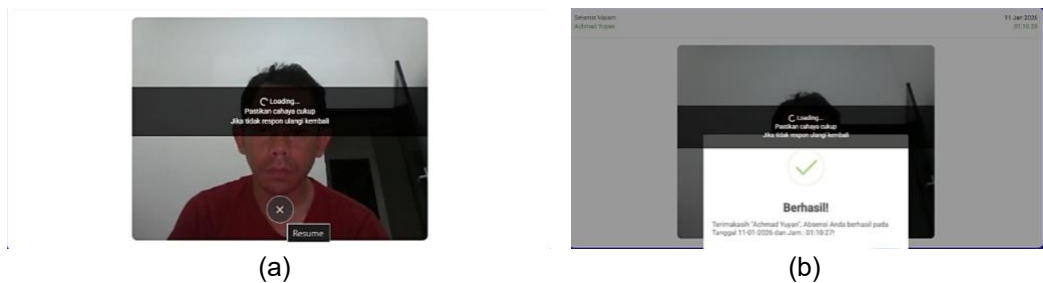 Loading...
Pastikan cahaya cukup
Jika tidak respon ulangi kembali
Resume
(a)
Selamat Malam
Achmad Yuyan
11 Jan 2026
01:10:28
Loading...
Pastikan cahaya cukup
Jika tidak respon ulangi kembali
Berhasil!
Terimakasih "Achmad Yuyan", Absensi Anda berhasil pada
Tanggal 11-01-2026 dan Jam : 01:10:27!
(b)